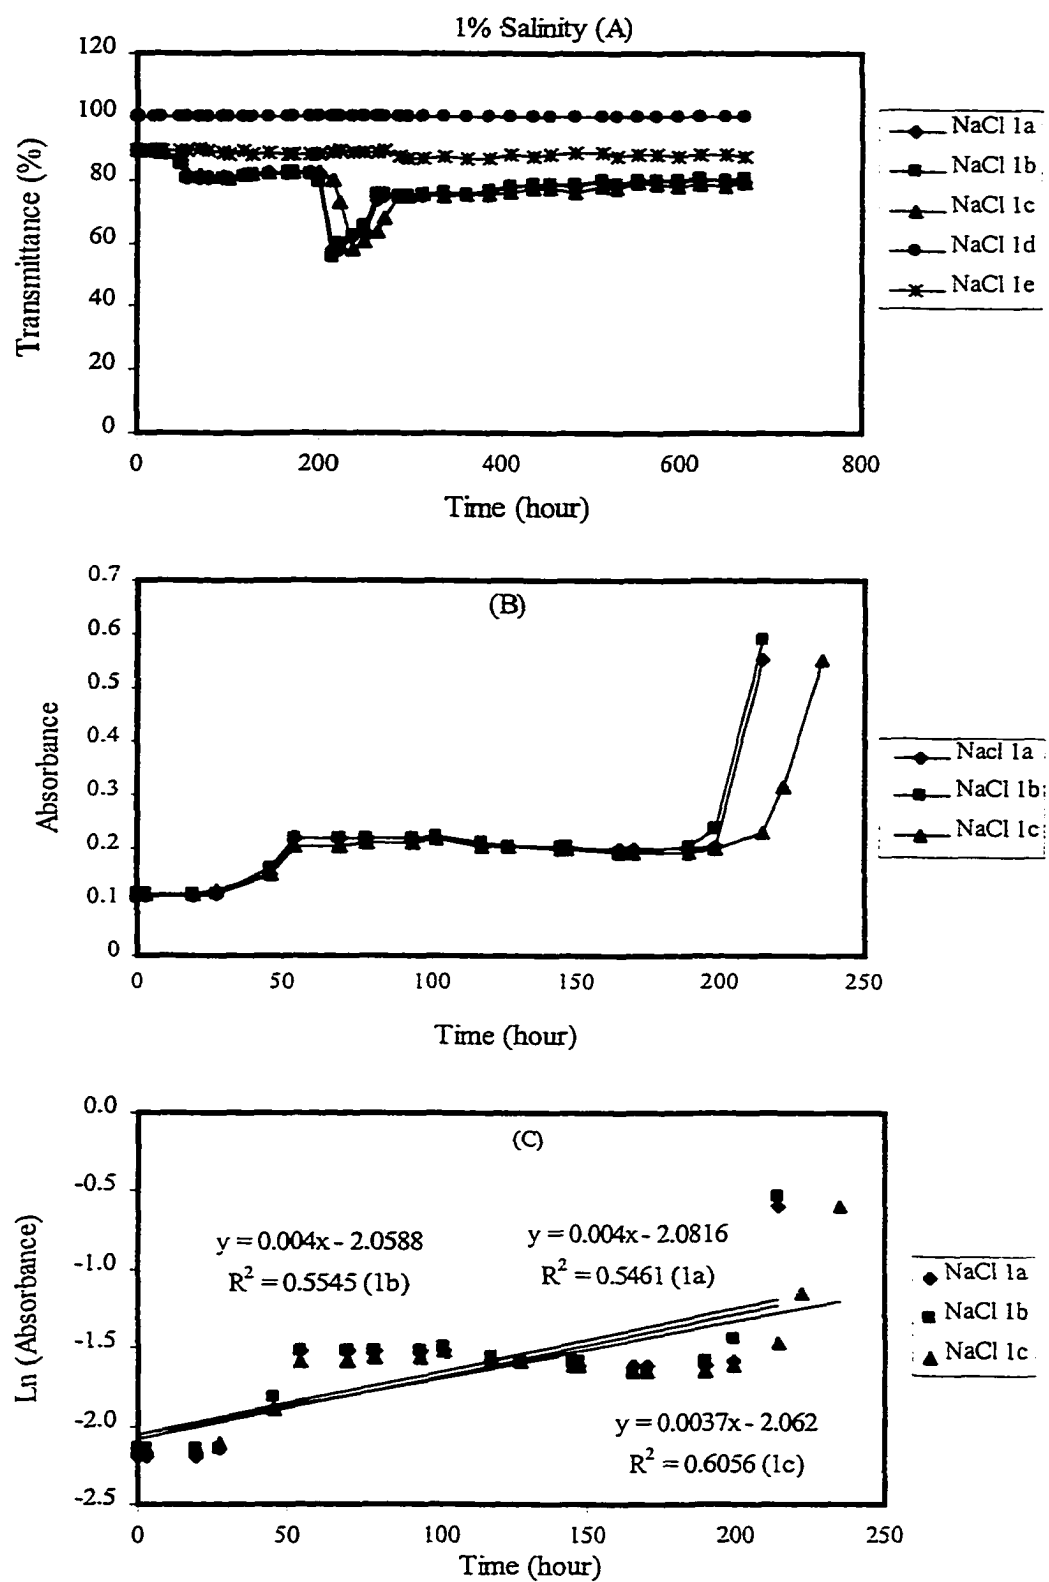 1% Salinity (A)
120
100
80
60
40
20
0
Transmittance (%)
0 200 400 600 800
Time (hour)
NaCl 1a
NaCl 1b
NaCl 1c
NaCl 1d
NaCl 1e
(B)
0.7
0.6
0.5
0.4
0.3
0.2
0.1
0
Absorbance
0 50 100 150 200 250
Time (hour)
Nacl 1a
NaCl 1b
NaCl 1c
(C)
0.0
-0.5
-1.0
-1.5
-2.0
-2.5
Ln (Absorbance)
y = 0.004x - 2.0588
R² = 0.5545 (1b)
y = 0.004x - 2.0816
R² = 0.5461 (1a)
y = 0.0037x - 2.062
R² = 0.6056 (1c)
0 50 100 150 200 250
Time (hour)
NaCl 1a
NaCl 1b
NaCl 1c